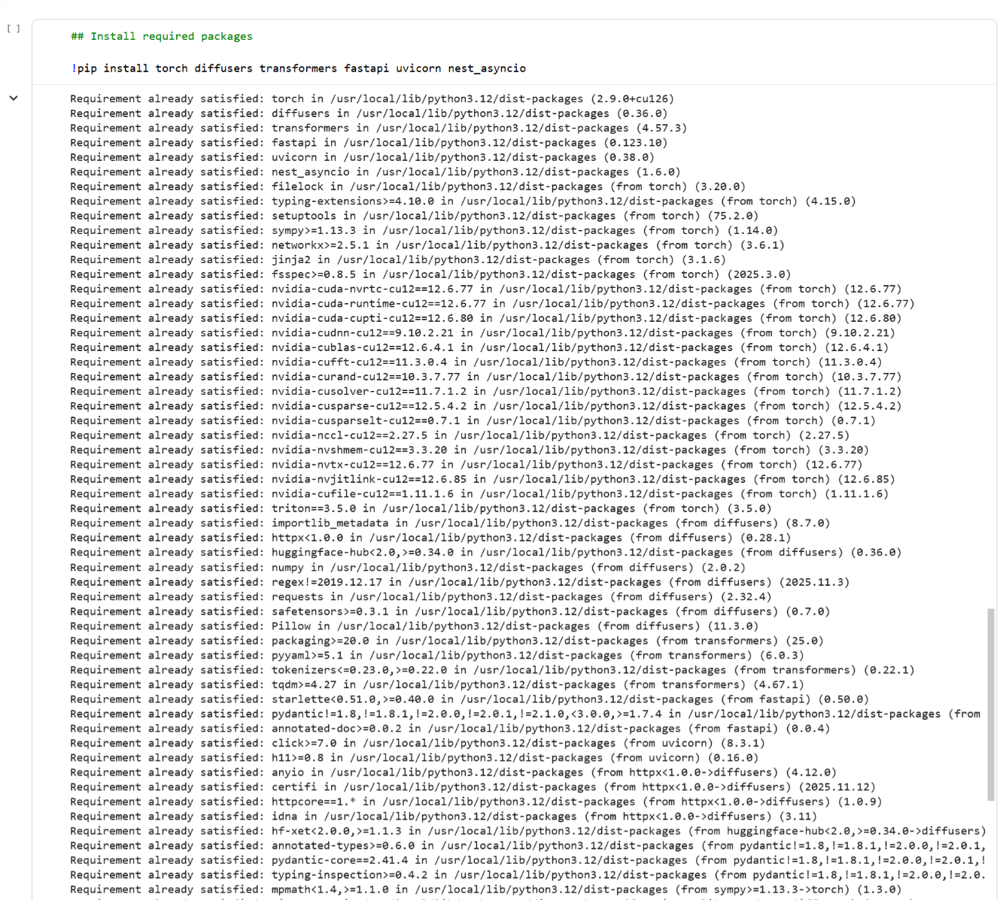 [ ]
## Install required packages
!pip install torch diffusers transformers fastapi uvicorn nest_asyncio
Requirement already satisfied: torch in /usr/local/lib/python3.12/dist-packages (2.9.0+cu126)
Requirement already satisfied: diffusers in /usr/local/lib/python3.12/dist-packages (0.36.0)
Requirement already satisfied: transformers in /usr/local/lib/python3.12/dist-packages (4.57.3)
Requirement already satisfied: fastapi in /usr/local/lib/python3.12/dist-packages (0.123.10)
Requirement already satisfied: uvicorn in /usr/local/lib/python3.12/dist-packages (0.38.0)
Requirement already satisfied: nest_asyncio in /usr/local/lib/python3.12/dist-packages (1.6.0)
Requirement already satisfied: filelock in /usr/local/lib/python3.12/dist-packages (from torch) (3.20.0)
Requirement already satisfied: typing-extensions>=4.10.0 in /usr/local/lib/python3.12/dist-packages (from torch) (4.15.0)
Requirement already satisfied: setuptools in /usr/local/lib/python3.12/dist-packages (from torch) (75.2.0)
Requirement already satisfied: sympy>=1.13.3 in /usr/local/lib/python3.12/dist-packages (from torch) (1.14.0)
Requirement already satisfied: networkx>=2.5.1 in /usr/local/lib/python3.12/dist-packages (from torch) (3.6.1)
Requirement already satisfied: jinja2 in /usr/local/lib/python3.12/dist-packages (from torch) (3.1.6)
Requirement already satisfied: fsspec>=0.8.5 in /usr/local/lib/python3.12/dist-packages (from torch) (2025.3.0)
Requirement already satisfied: nvidia-cuda-nvrtc-cu12==12.6.77 in /usr/local/lib/python3.12/dist-packages (from torch) (12.6.77)
Requirement already satisfied: nvidia-cuda-runtime-cu12==12.6.77 in /usr/local/lib/python3.12/dist-packages (from torch) (12.6.77)
Requirement already satisfied: nvidia-cuda-cupti-cu12==12.6.80 in /usr/local/lib/python3.12/dist-packages (from torch) (12.6.80)
Requirement already satisfied: nvidia-cudnn-cu12==9.10.2.21 in /usr/local/lib/python3.12/dist-packages (from torch) (9.10.2.21)
Requirement already satisfied: nvidia-cublas-cu12==12.6.4.1 in /usr/local/lib/python3.12/dist-packages (from torch) (12.6.4.1)
Requirement already satisfied: nvidia-cufft-cu12==11.3.0.4 in /usr/local/lib/python3.12/dist-packages (from torch) (11.3.0.4)
Requirement already satisfied: nvidia-curand-cu12==10.3.7.77 in /usr/local/lib/python3.12/dist-packages (from torch) (10.3.7.77)
Requirement already satisfied: nvidia-cusolver-cu12==11.7.1.2 in /usr/local/lib/python3.12/dist-packages (from torch) (11.7.1.2)
Requirement already satisfied: nvidia-cusparse-cu12==12.5.4.2 in /usr/local/lib/python3.12/dist-packages (from torch) (12.5.4.2)
Requirement already satisfied: nvidia-cusparselt-cu12==0.7.1 in /usr/local/lib/python3.12/dist-packages (from torch) (0.7.1)
Requirement already satisfied: nvidia-nccl-cu12==2.27.5 in /usr/local/lib/python3.12/dist-packages (from torch) (2.27.5)
Requirement already satisfied: nvidia-nvshmem-cu12==3.3.20 in /usr/local/lib/python3.12/dist-packages (from torch) (3.3.20)
Requirement already satisfied: nvidia-nvtx-cu12==12.6.77 in /usr/local/lib/python3.12/dist-packages (from torch) (12.6.77)
Requirement already satisfied: nvidia-nvjitlink-cu12==12.6.85 in /usr/local/lib/python3.12/dist-packages (from torch) (12.6.85)
Requirement already satisfied: nvidia-cufile-cu12==1.11.1.6 in /usr/local/lib/python3.12/dist-packages (from torch) (1.11.1.6)
Requirement already satisfied: triton==3.5.0 in /usr/local/lib/python3.12/dist-packages (from torch) (3.5.0)
Requirement already satisfied: importlib_metadata in /usr/local/lib/python3.12/dist-packages (from diffusers) (8.7.0)
Requirement already satisfied: httpx<1.0.0 in /usr/local/lib/python3.12/dist-packages (from diffusers) (0.28.1)
Requirement already satisfied: huggingface-hub<2.0,>=0.34.0 in /usr/local/lib/python3.12/dist-packages (from diffusers) (0.36.0)
Requirement already satisfied: numpy in /usr/local/lib/python3.12/dist-packages (from diffusers) (2.0.2)
Requirement already satisfied: regex!=2019.12.17 in /usr/local/lib/python3.12/dist-packages (from diffusers) (2025.11.3)
Requirement already satisfied: requests in /usr/local/lib/python3.12/dist-packages (from diffusers) (2.32.4)
Requirement already satisfied: safetensors>=0.3.1 in /usr/local/lib/python3.12/dist-packages (from diffusers) (0.7.0)
Requirement already satisfied: Pillow in /usr/local/lib/python3.12/dist-packages (from diffusers) (11.3.0)
Requirement already satisfied: packaging>=20.0 in /usr/local/lib/python3.12/dist-packages (from transformers) (25.0)
Requirement already satisfied: pyyaml>=5.1 in /usr/local/lib/python3.12/dist-packages (from transformers) (6.0.3)
Requirement already satisfied: tokenizers<=0.23.0,>=0.22.0 in /usr/local/lib/python3.12/dist-packages (from transformers) (0.22.1)
Requirement already satisfied: tqdm>=4.27 in /usr/local/lib/python3.12/dist-packages (from transformers) (4.67.1)
Requirement already satisfied: starlette<0.51.0,>=0.40.0 in /usr/local/lib/python3.12/dist-packages (from fastapi) (0.50.0)
Requirement already satisfied: pydantic!=1.8,!=1.8.1,!=2.0.0,!=2.0.1,!=2.1.0,<3.0.0,>=1.7.4 in /usr/local/lib/python3.12/dist-packages (from
Requirement already satisfied: annotated-doc>=0.0.2 in /usr/local/lib/python3.12/dist-packages (from fastapi) (0.0.4)
Requirement already satisfied: click>=7.0 in /usr/local/lib/python3.12/dist-packages (from uvicorn) (8.3.1)
Requirement already satisfied: h11>=0.8 in /usr/local/lib/python3.12/dist-packages (from uvicorn) (0.16.0)
Requirement already satisfied: anyio in /usr/local/lib/python3.12/dist-packages (from httpx<1.0.0->diffusers) (4.12.0)
Requirement already satisfied: certifi in /usr/local/lib/python3.12/dist-packages (from httpx<1.0.0->diffusers) (2025.11.12)
Requirement already satisfied: httpcore==1.* in /usr/local/lib/python3.12/dist-packages (from httpx<1.0.0->diffusers) (1.0.9)
Requirement already satisfied: idna in /usr/local/lib/python3.12/dist-packages (from httpx<1.0.0->diffusers) (3.11)
Requirement already satisfied: hf-xet<2.0.0,>=1.1.3 in /usr/local/lib/python3.12/dist-packages (from huggingface-hub<2.0,>=0.34.0->diffusers)
Requirement already satisfied: annotated-types>=0.6.0 in /usr/local/lib/python3.12/dist-packages (from pydantic!=1.8,!=1.8.1,!=2.0.0,!=2.0.1,
Requirement already satisfied: pydantic-core==2.41.4 in /usr/local/lib/python3.12/dist-packages (from pydantic!=1.8,!=1.8.1,!=2.0.0,!=2.0.1,!
Requirement already satisfied: typing-inspection>=0.4.2 in /usr/local/lib/python3.12/dist-packages (from pydantic!=1.8,!=1.8.1,!=2.0.0,!=2.0.
Requirement already satisfied: mpmath<1.4,>=1.1.0 in /usr/local/lib/python3.12/dist-packages (from sympy>=1.13.3->torch) (1.3.0)